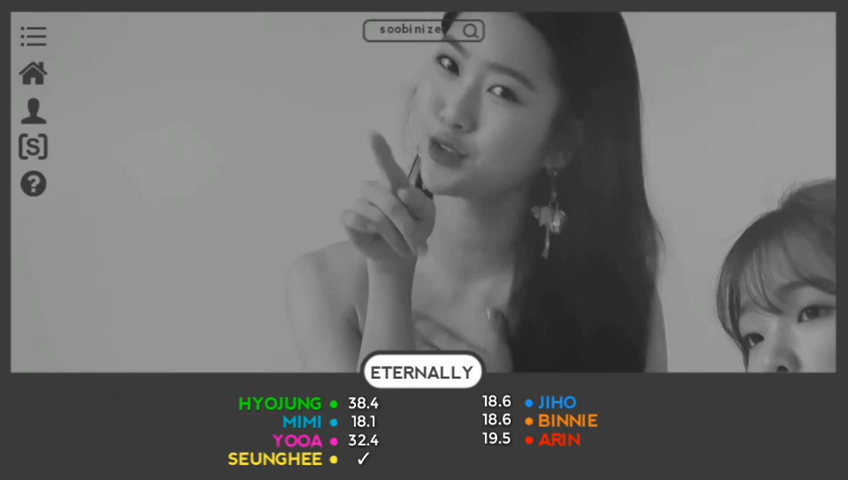 soobinize
[S]
?
ETERNALLY
HYOJUNG • 38.4
MIMI • 18.1
YOOA • 32.4
SEUNGHEE • ✓
18.6 • JIHO
18.6 • BINNIE
19.5 • ARIN